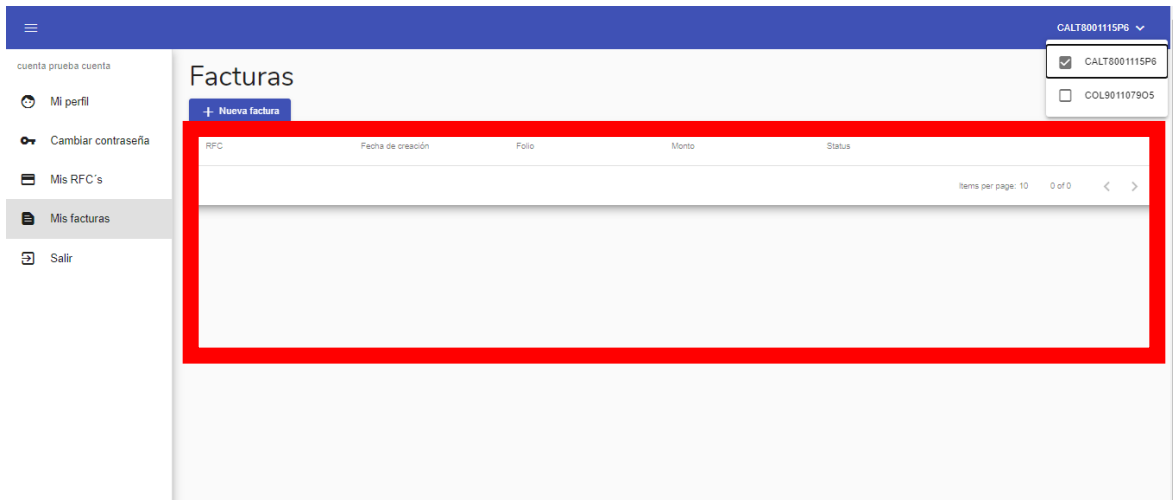 CALT8001115P6
CALT8001115P6
COL9011079O5
cuenta prueba cuenta
Mi perfil
Cambiar contraseña
Mis RFC´s
Mis facturas
Salir
Facturas
+ Nueva factura
RFC Fecha de creación Folio Monto Status
Items per page: 10 0 of 0